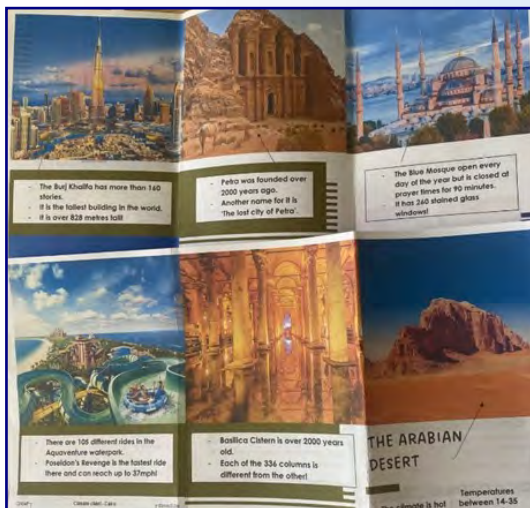 - The Burj Khalifa has more than 160
stories.
- It is the tallest building in the world.
- It is over 828 metres tall!
- Petra was founded over
2000 years ago.
- Another name for it is
'The lost city of Petra'.
- The Blue Mosque open every
day of the year but is closed at
prayer times for 90 minutes.
- It has 260 stained glass
windows!
- There are 105 different rides in the
Aquaventure waterpark.
- Poseidon's Revenge is the fastest ride
there and can reach up to 37mph!
- Basilica Cistern is over 2000 years
old.
- Each of the 336 columns is
different from the other!
THE ARABIAN
DESERT
climate is hot
Temperatures
between 14-35